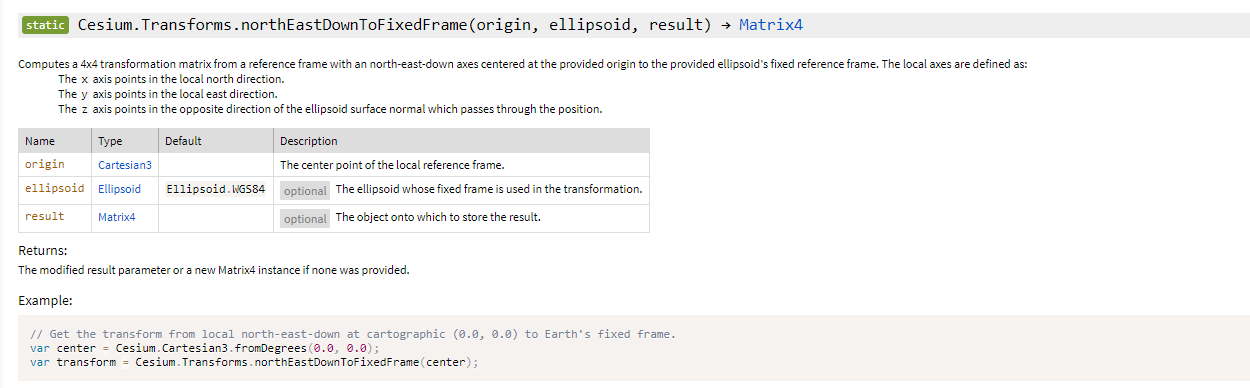 static Cesium.Transforms.northEastDownToFixedFrame(origin, ellipsoid, result) → Matrix4
Computes a 4x4 transformation matrix from a reference frame with an north-east-down axes centered at the provided origin to the provided ellipsoid's fixed reference frame. The local axes are defined as:
The x axis points in the local north direction.
The y axis points in the local east direction.
The z axis points in the opposite direction of the ellipsoid surface normal which passes through the position.
Name Type Default Description
origin Cartesian3 The center point of the local reference frame.
ellipsoid Ellipsoid Ellipsoid.WGS84 optional The ellipsoid whose fixed frame is used in the transformation.
result Matrix4 optional The object onto which to store the result.
Returns:
The modified result parameter or a new Matrix4 instance if none was provided.
Example:
// Get the transform from local north-east-down at cartographic (0.0, 0.0) to Earth's fixed frame.
var center = Cesium.Cartesian3.fromDegrees(0.0, 0.0);
var transform = Cesium.Transforms.northEastDownToFixedFrame(center);